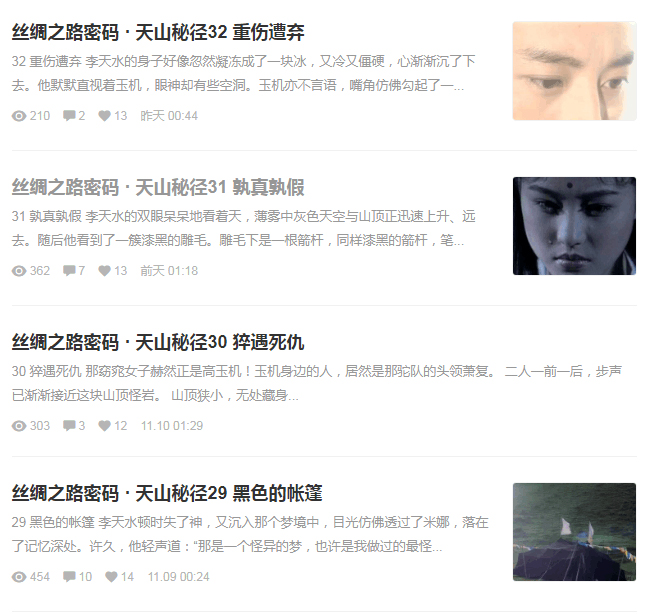 丝绸之路密码 · 天山秘径32 重伤遭弃
32 重伤遭弃 李天水的身子好像忽然凝冻成了一块冰，又冷又僵硬，心渐渐沉了下
去。他默默直视着玉机，眼神却有些空洞。玉机亦不言语，嘴角仿佛勾起了一...
210 2 13 昨天 00:44
丝绸之路密码 · 天山秘径31 孰真孰假
31 孰真孰假 李天水的双眼呆呆地看着天，薄雾中灰色天空与山顶正迅速上升、远
去。随后他看到了一簇漆黑的雕毛。雕毛下是一根箭杆，同样漆黑的箭杆，笔...
362 7 13 前天 01:18
丝绸之路密码 · 天山秘径30 猝遇死仇
30 猝遇死仇 那窈窕女子赫然正是高玉机！玉机身边的人，居然是那驼队的头领萧复。 二人一前一后，步声
已渐渐接近这块山顶怪岩。 山顶狭小，无处藏身...
303 3 12 11.10 01:29
丝绸之路密码 · 天山秘径29 黑色的帐篷
29 黑色的帐篷 李天水顿时失了神，又沉入那个梦境中，目光仿佛透过了米娜，落在
了记忆深处。许久，他轻声道：“那是一个怪异的梦，也许是我做过的最怪...
454 10 14 11.09 00:24